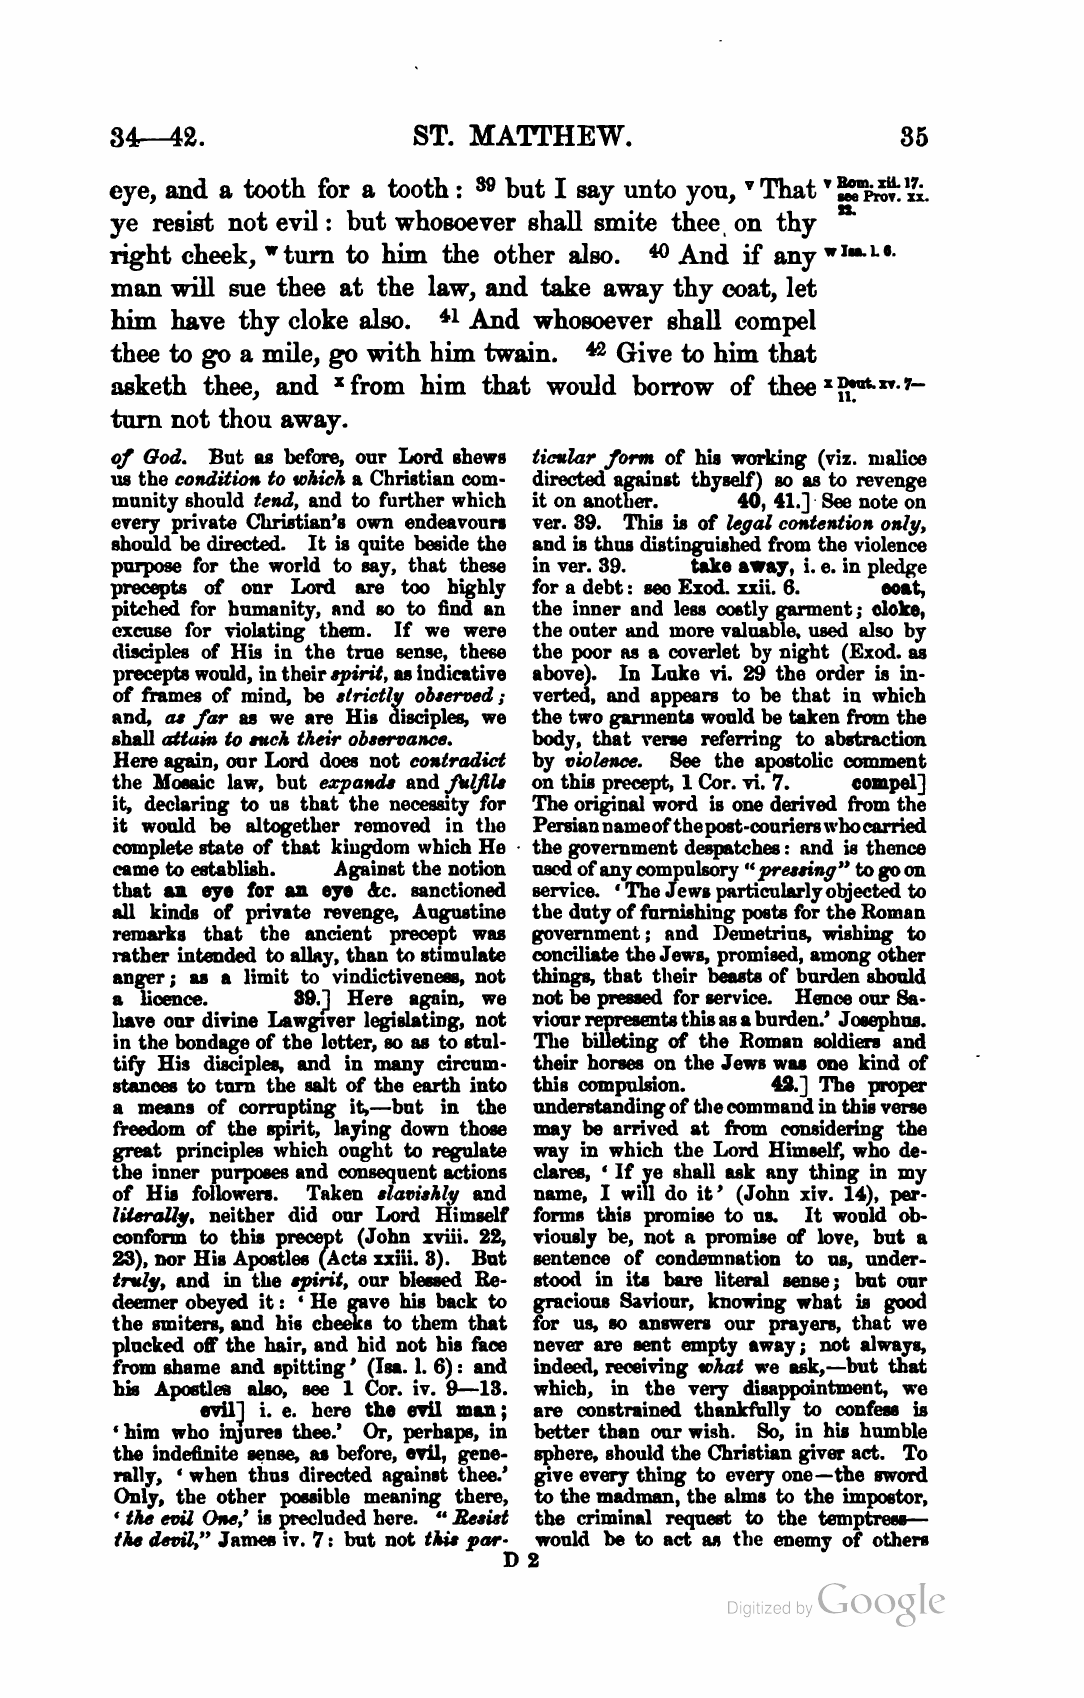 34—42. ST. MATTHEW. 35
eye, and a tooth for a tooth : 39 but I say unto you, v That
ye resist not evil : but whosoever shall smite thee on thy
right cheek, w turn to him the other also. 40 And if any
man will sue thee at the law, and take away thy coat, let
him have thy cloke also. 41 And whosoever shall compel
thee to go a mile, go with him twain. 42 Give to him that
asketh thee, and x from him that would borrow of thee
turn not thou away.
v Rom. xii. 17.
see Prov. xx.
22.
w Isa. l. 6.
x Deut. xv. 7—
11.
of God. But as before, our Lord shews
us the condition to which a Christian com-
munity should tend, and to further which
every private Christian's own endeavours
should be directed. It is quite beside the
purpose for the world to say, that these
precepts of our Lord are too highly
pitched for humanity, and so to find an
excuse for violating them. If we were
disciples of His in the true sense, these
precepts would, in their spirit, as indicative
of frames of mind, be strictly observed ;
and, as far as we are His disciples, we
shall attain to such their observance.
Here again, our Lord does not contradict
the Mosaic law, but expands and fulfils
it, declaring to us that the necessity for
it would be altogether removed in the
complete state of that kingdom which He
came to establish. Against the notion
that an eye for an eye &c. sanctioned
all kinds of private revenge, Augustine
remarks that the ancient precept was
rather intended to allay, than to stimulate
anger ; as a limit to vindictiveness, not
a licence. 39.] Here again, we
have our divine Lawgiver legislating, not
in the bondage of the letter, so as to stul-
tify His disciples, and in many circum-
stances to turn the salt of the earth into
a means of corrupting it,—but in the
freedom of the spirit, laying down those
great principles which ought to regulate
the inner purposes and consequent actions
of His followers. Taken slavishly and
literally, neither did our Lord Himself
conform to this precept (John xviii. 22,
23), nor His Apostles (Acts xxiii. 3). But
truly, and in the spirit, our blessed Re-
deemer obeyed it : ‘ He gave his back to
the smiters, and his cheeks to them that
plucked off the hair, and hid not his face
from shame and spitting ’ (Isa. l. 6) : and
his Apostles also, see 1 Cor. iv. 9—13.
evil] i. e. here the evil man ;
‘ him who injures thee.’ Or, perhaps, in
the indefinite sense, as before, evil, gene-
rally, ‘ when thus directed against thee.’
Only, the other possible meaning there,
‘ the evil One,’ is precluded here. “ Resist
the devil,” James iv. 7 : but not this par-
ticular form of his working (viz. malice
directed against thyself) so as to revenge
it on another. 40, 41.] See note on
ver. 39. This is of legal contention only,
and is thus distinguished from the violence
in ver. 39. take away, i. e. in pledge
for a debt : see Exod. xxii. 6. coat,
the inner and less costly garment ; cloke,
the outer and more valuable, used also by
the poor as a coverlet by night (Exod. as
above). In Luke vi. 29 the order is in-
verted, and appears to be that in which
the two garments would be taken from the
body, that verse referring to abstraction
by violence. See the apostolic comment
on this precept, 1 Cor. vi. 7. compel]
The original word is one derived from the
Persian name of the post-couriers who carried
the government despatches : and is thence
used of any compulsory “ pressing ” to go on
service. ‘ The Jews particularly objected to
the duty of furnishing posts for the Roman
government ; and Demetrius, wishing to
conciliate the Jews, promised, among other
things, that their beasts of burden should
not be pressed for service. Hence our Sa-
viour represents this as a burden.’ Josephus.
The billeting of the Roman soldiers and
their horses on the Jews was one kind of
this compulsion. 42.] The proper
understanding of the command in this verse
may be arrived at from considering the
way in which the Lord Himself, who de-
clares, ‘ If ye shall ask any thing in my
name, I will do it ’ (John xiv. 14), per-
forms this promise to us. It would ob-
viously be, not a promise of love, but a
sentence of condemnation to us, under-
stood in its bare literal sense ; but our
gracious Saviour, knowing what is good
for us, so answers our prayers, that we
never are sent empty away ; not always,
indeed, receiving what we ask,—but that
which, in the very disappointment, we
are constrained thankfully to confess is
better than our wish. So, in his humble
sphere, should the Christian giver act. To
give every thing to every one—the sword
to the madman, the alms to the impostor,
the criminal request to the temptress—
would be to act as the enemy of others
D 2
Digitized by Google